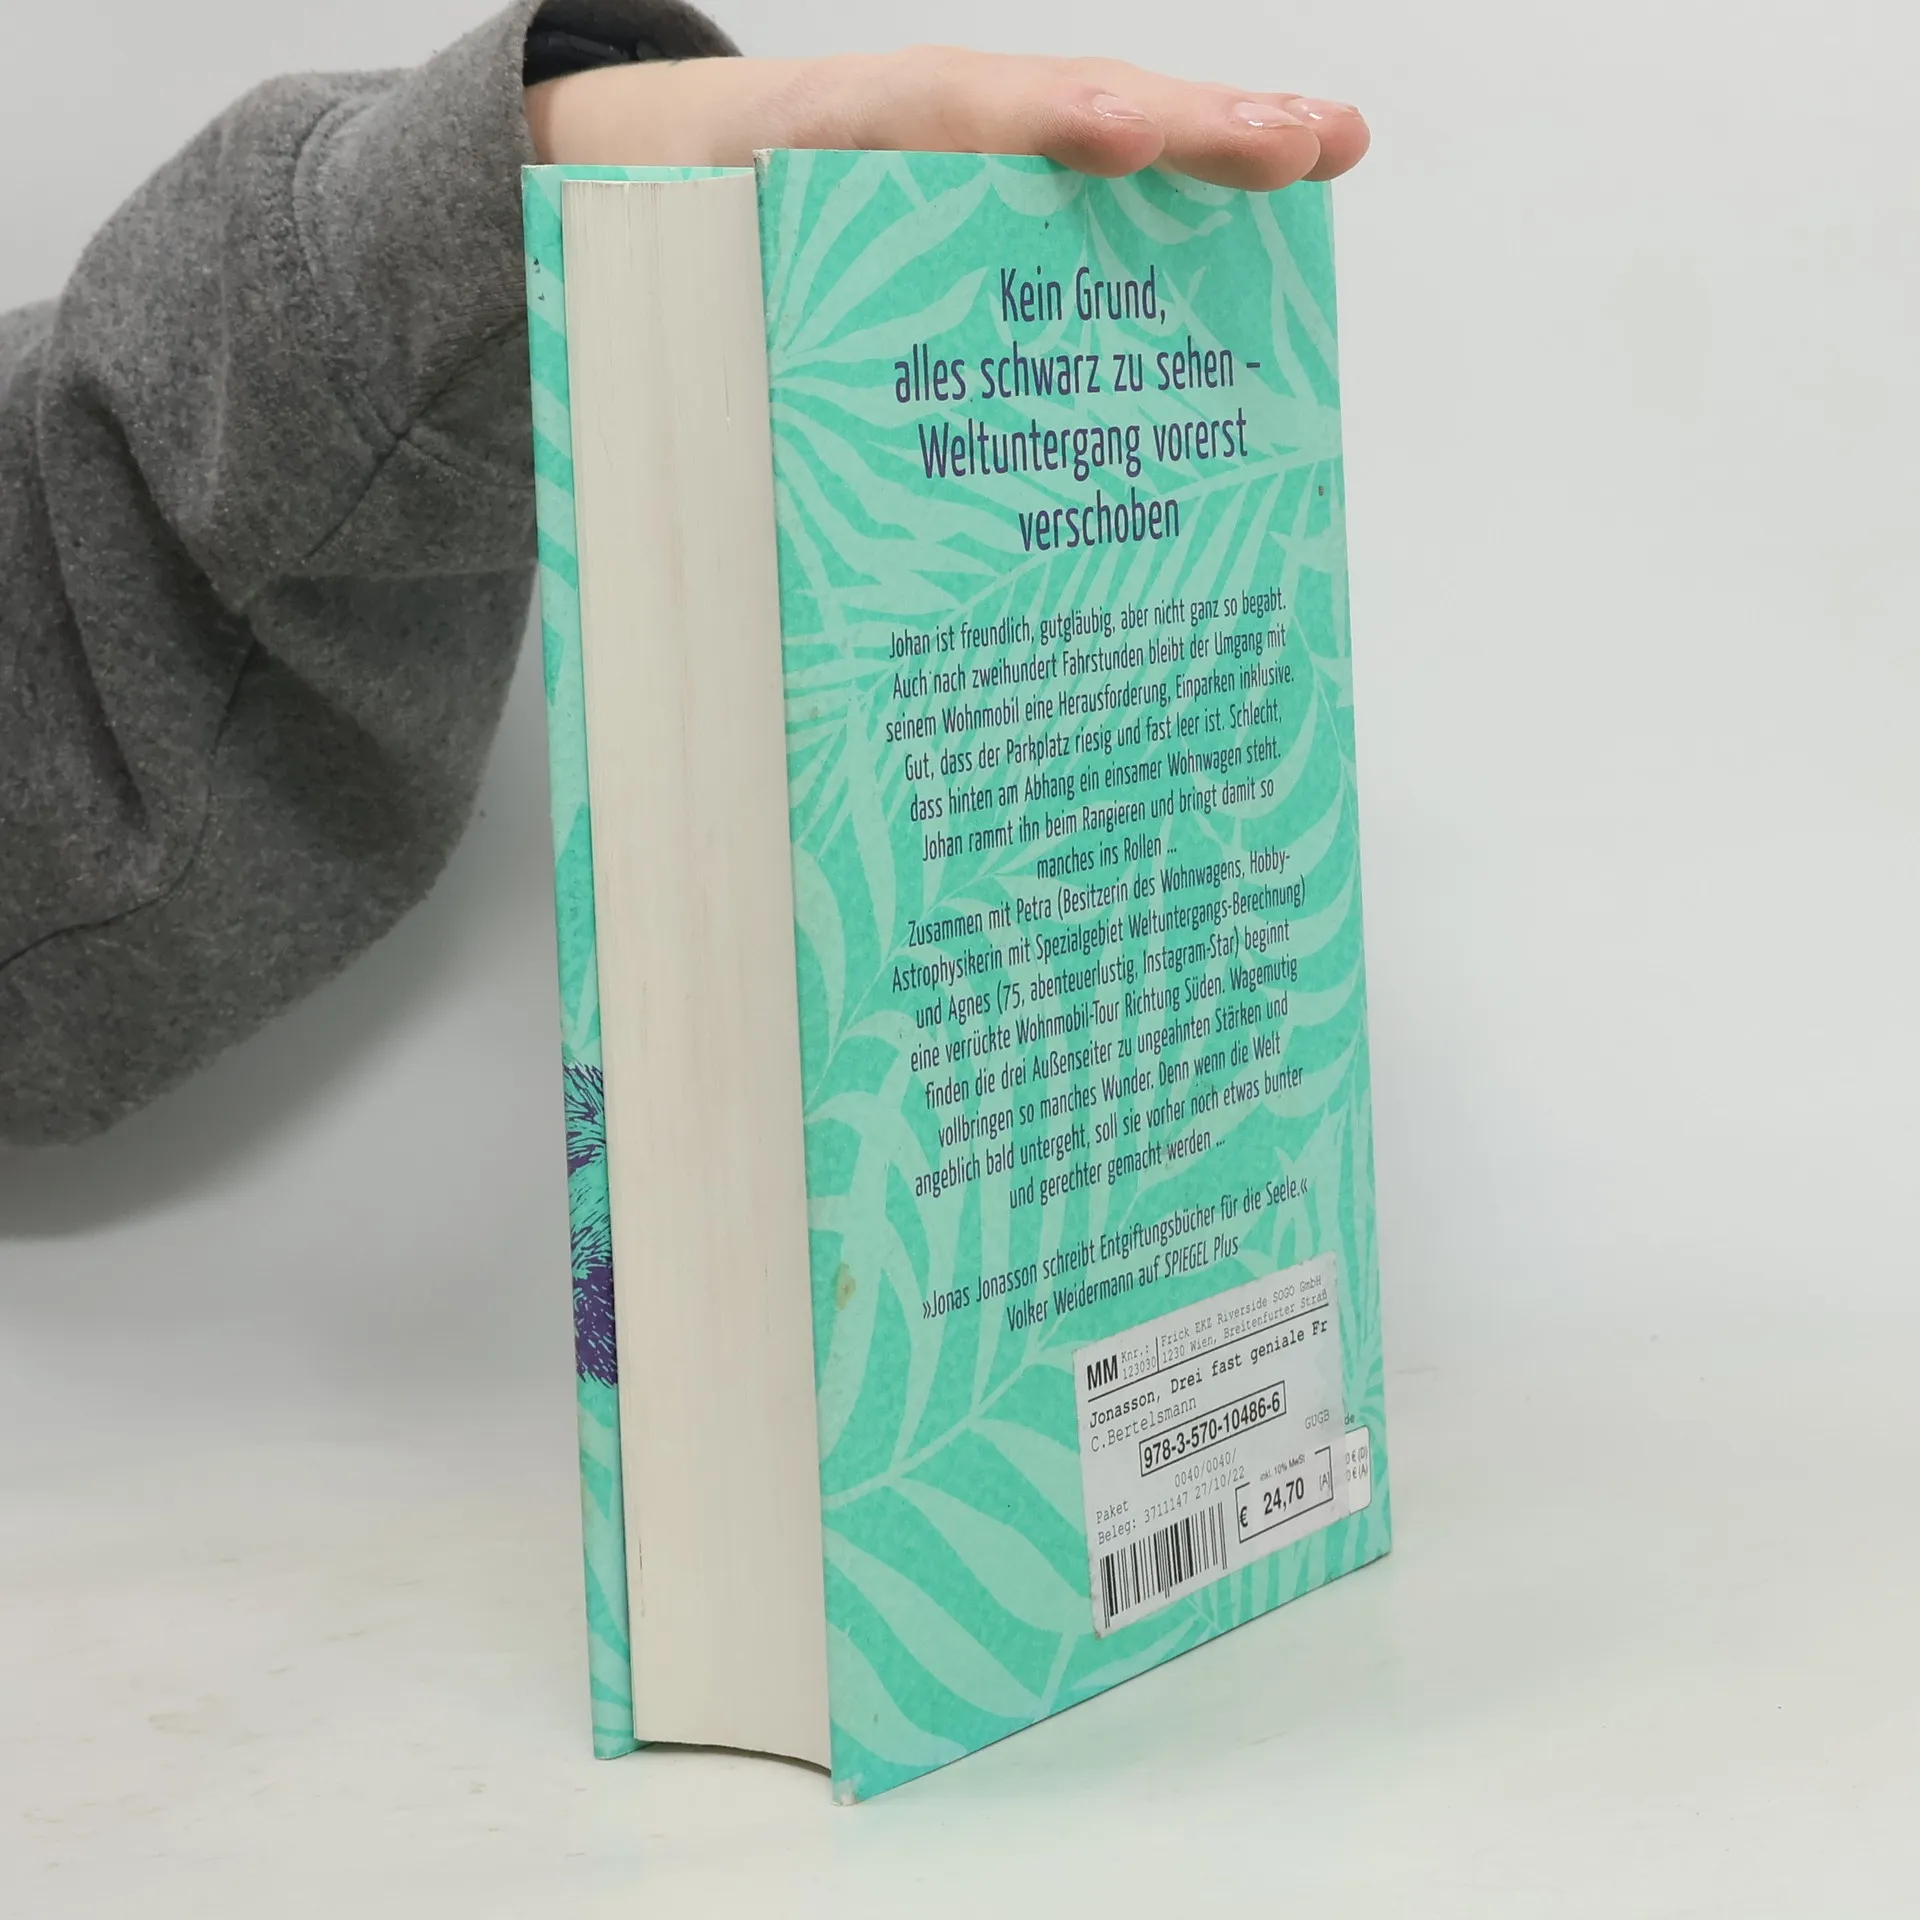 Kein Grund,
alles schwarz zu sehen –
Weltuntergang vorerst
verschoben
Johan ist freundlich, gutgläubig, aber nicht ganz so begabt.
Auch nach zweihundert Fahrstunden bleibt der Umgang mit
seinem Wohnmobil eine Herausforderung, Einparken inklusive.
Gut, dass der Parkplatz riesig und fast leer ist. Schlecht,
dass hinten am Abhang ein einsamer Wohnwagen steht.
Johan rammt ihn beim Rangieren und bringt damit so
manches ins Rollen ...
Zusammen mit Petra (Besitzerin des Wohnwagens, Hobby-
Astrophysikerin mit Spezialgebiet Weltuntergangs-Berechnung)
und Agnes (75, abenteuerlustig, Instagram-Star) beginnt
eine verrückte Wohnmobil-Tour Richtung Süden. Wagemutig
finden die drei Außenseiter zu ungeahnten Stärken und
vollbringen so manches Wunder. Denn wenn die Welt
angeblich bald untergeht, soll sie vorher noch etwas bunter
und gerechter gemacht werden ...
»Jonas Jonasson schreibt Entgiftungsbücher für die Seele.«
Volker Weidermann auf SPIEGEL Plus
MM Knr.: Frick EKZ Riverside SOGO GmbH
123030 1230 Wien, Breitenfurter Straß
Jonasson, Drei fast geniale Fr
C.Bertelsmann
978-3-570-10486-6 GUGB
0040/0040/
Paket
Beleg: 3711147 27/10/22
inkl. 10% MwSt
€ 24,70 [A]
de
0 € (D)
0 € (A)